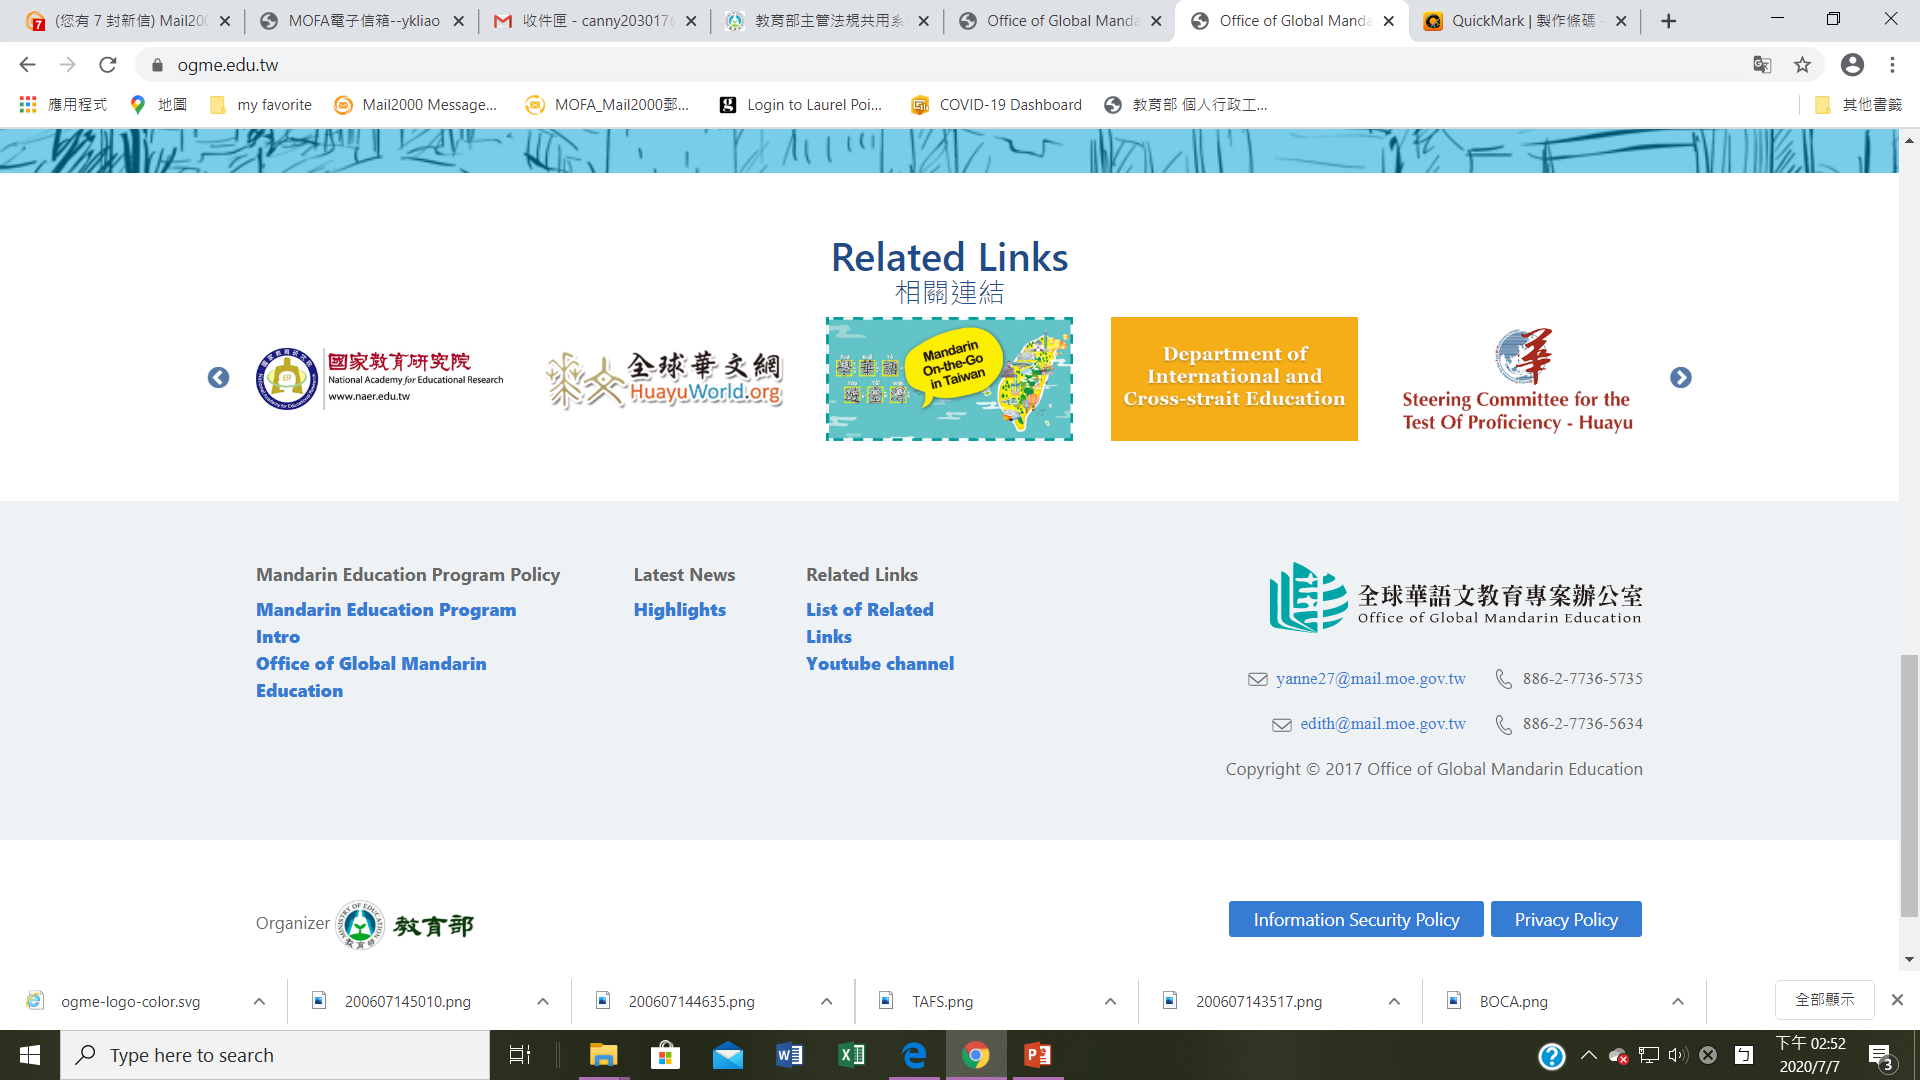 (您有 7 封新信) Mail200
MOFA電子信箱--ykliao
收件匣 - canny203017@
教育部主管法規共用系
Office of Global Manda
Office of Global Manda
QuickMark | 製作條碼 -
ogme.edu.tw
應用程式
地圖
my favorite
Mail2000 Message...
MOFA_Mail2000郵...
Login to Laurel Poi...
COVID-19 Dashboard
教育部 個人行政工...
其他書籤
Related Links
相關連結
國家教育研究院
National Academy for Educational Research
www.naer.edu.tw
全球華文網
HuayuWorld.org
Mandarin
On-the-Go
in Taiwan
Department of
International and
Cross-strait Education
Steering Committee for the
Test Of Proficiency - Huayu
Mandarin Education Program Policy
Mandarin Education Program
Intro
Office of Global Mandarin
Education
Latest News
Highlights
Related Links
List of Related
Links
Youtube channel
全球華語文教育專案辦公室
Office of Global Mandarin Education
yanne27@mail.moe.gov.tw
886-2-7736-5735
edith@mail.moe.gov.tw
886-2-7736-5634
Copyright © 2017 Office of Global Mandarin Education
Organizer
MINISTRY OF EDUCATION
教育部
教育部
Information Security Policy
Privacy Policy
ogme-logo-color.svg
200607145010.png
200607144635.png
TAFS.png
200607143517.png
BOCA.png
全部顯示
Type here to search
下午 02:52
2020/7/7
3